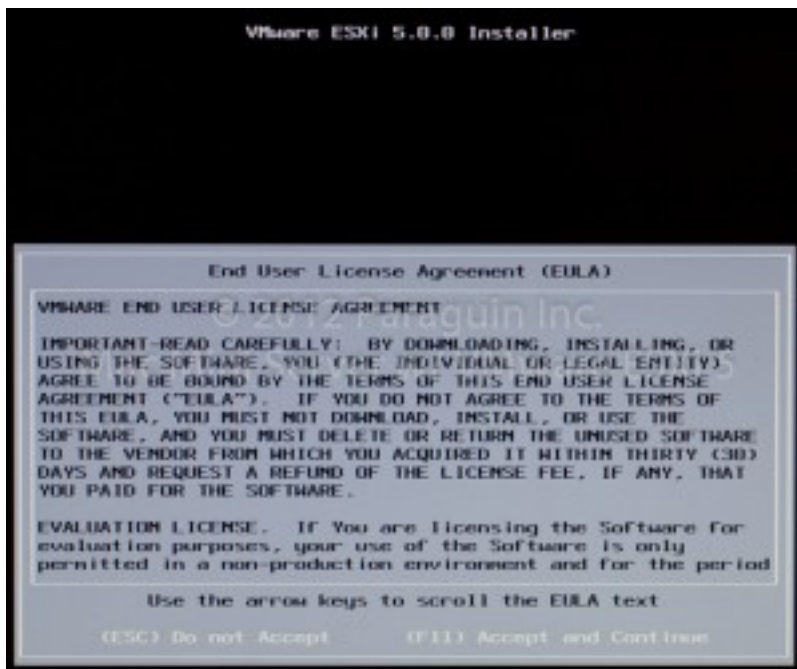 VMware ESXi 5.0.0 Installer
End User License Agreement (EULA)
VMWARE END USER LICENSE AGREEMENT
© 2012 Paraguin Inc.
IMPORTANT-READ CAREFULLY: BY DOWNLOADING, INSTALLING, OR
USING THE SOFTWARE, YOU (THE INDIVIDUAL OR LEGAL ENTITY)
AGREE TO BE BOUND BY THE TERMS OF THIS END USER LICENSE
AGREEMENT ("EULA"). IF YOU DO NOT AGREE TO THE TERMS OF
THIS EULA, YOU MUST NOT DOWNLOAD, INSTALL, OR USE THE
SOFTWARE, AND YOU MUST DELETE OR RETURN THE UNUSED SOFTWARE
TO THE VENDOR FROM WHICH YOU ACQUIRED IT WITHIN THIRTY (30)
DAYS AND REQUEST A REFUND OF THE LICENSE FEE, IF ANY, THAT
YOU PAID FOR THE SOFTWARE.
EVALUATION LICENSE. If You are licensing the Software for
evaluation purposes, your use of the Software is only
permitted in a non-production environment and for the period
Use the arrow keys to scroll the EULA text
(ESC) Do not Accept (F11) Accept and Continue